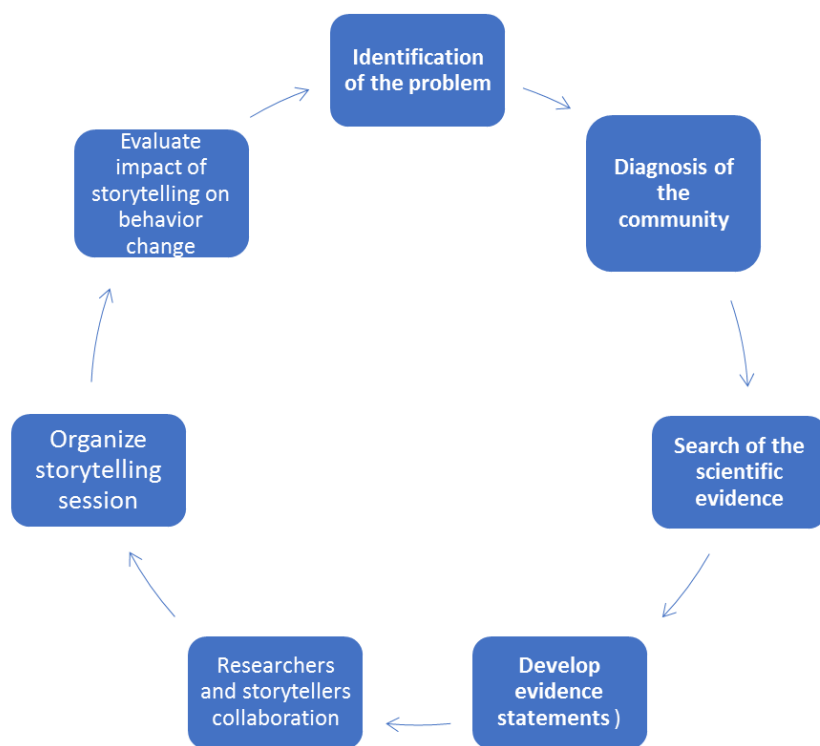 Identification
of the problem
Diagnosis of
the
community
Search of the
scientific
evidence
Develop
evidence
statements )
Researchers
and storytellers
collaboration
Organize
storytelling
session
Evaluate
impact of
storytelling on
behavior
change